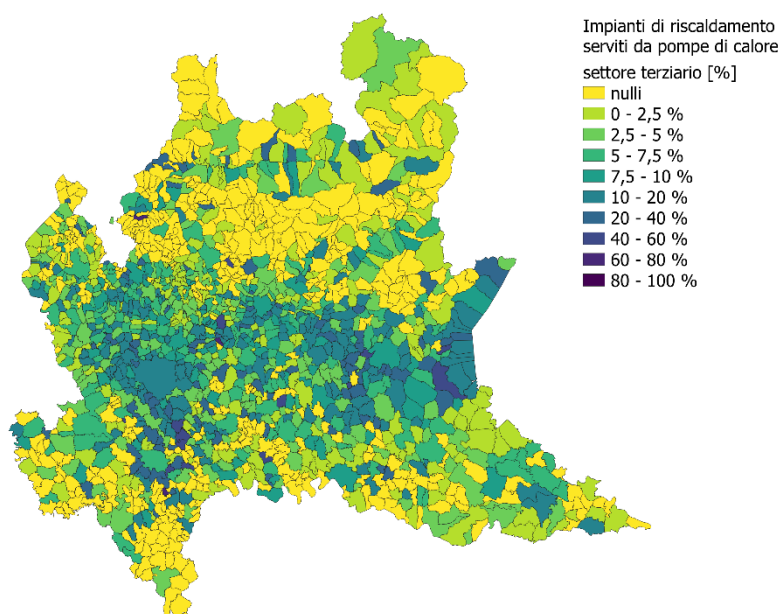 Impianti di riscaldamento
serviti da pompe di calore
settore terziario [%]
nulli
0 - 2,5 %
2,5 - 5 %
5 - 7,5 %
7,5 - 10 %
10 - 20 %
20 - 40 %
40 - 60 %
60 - 80 %
80 - 100 %